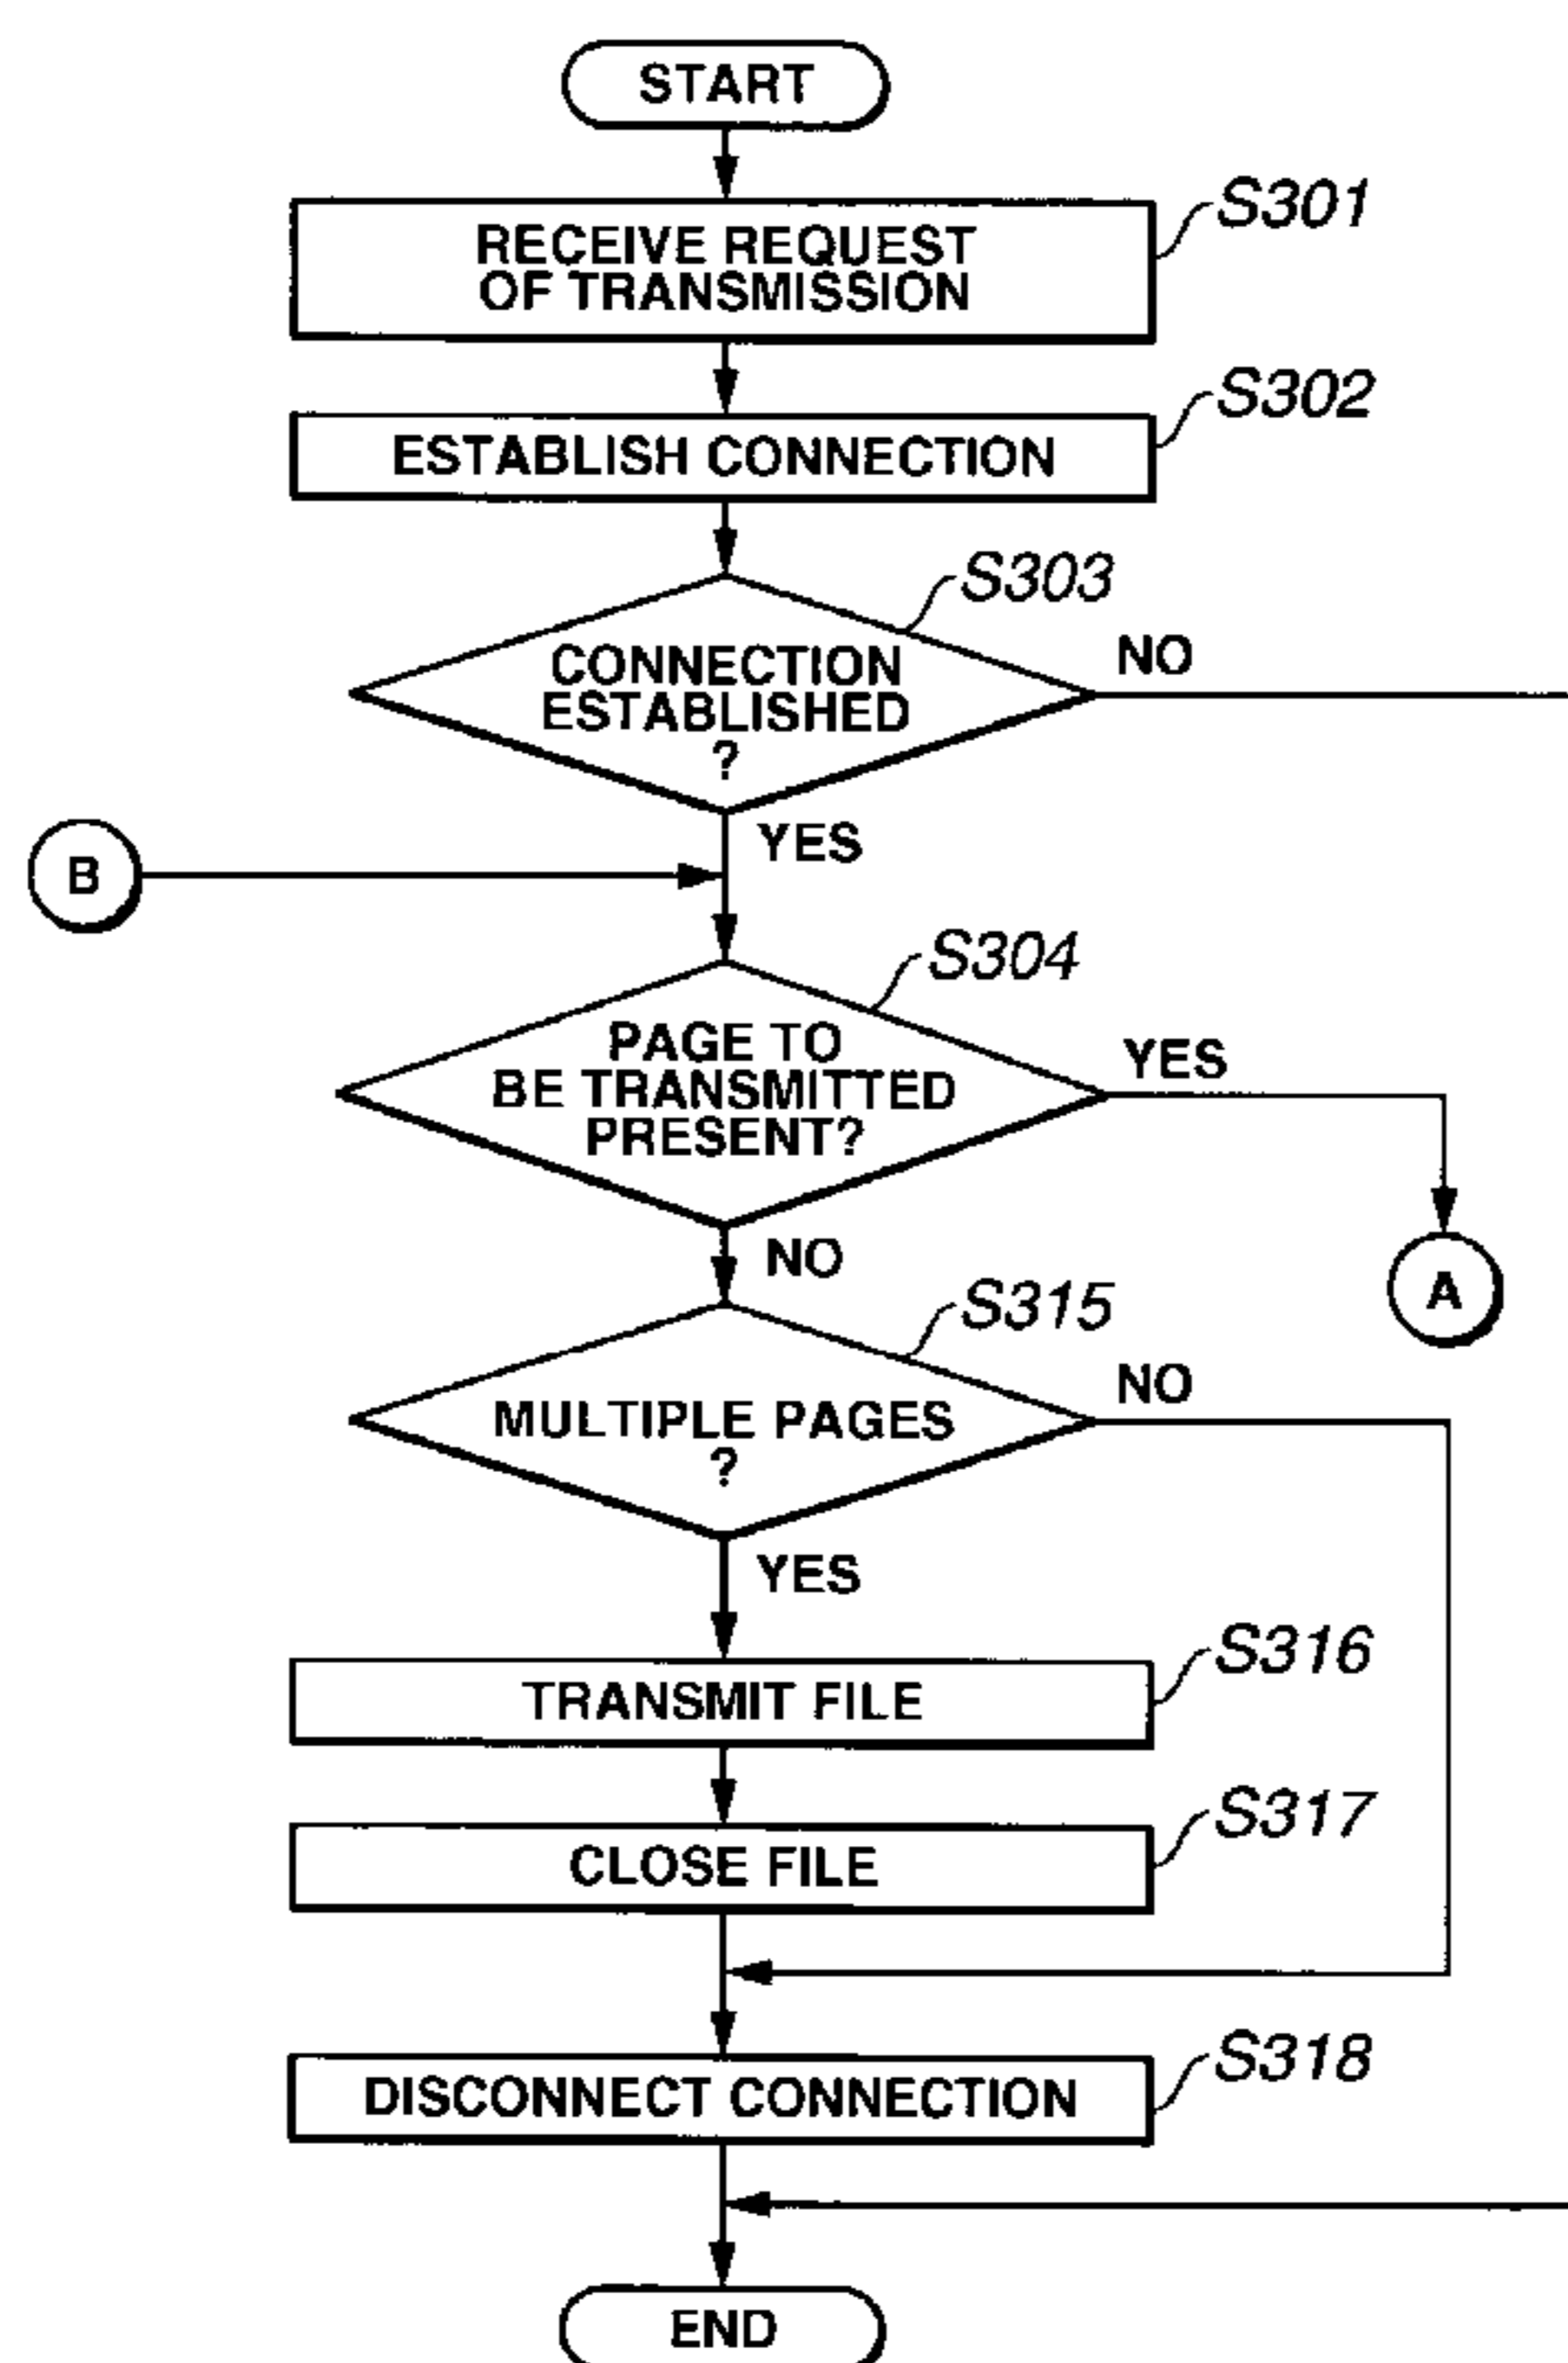 START
S301
RECEIVE REQUEST
OF TRANSMISSION
S302
ESTABLISH CONNECTION
S303
CONNECTION
ESTABLISHED
?
NO
YES
B
S304
PAGE TO
BE TRANSMITTED
PRESENT?
YES
A
NO
S315
MULTIPLE PAGES
?
NO
YES
S316
TRANSMIT FILE
S317
CLOSE FILE
S318
DISCONNECT CONNECTION
END